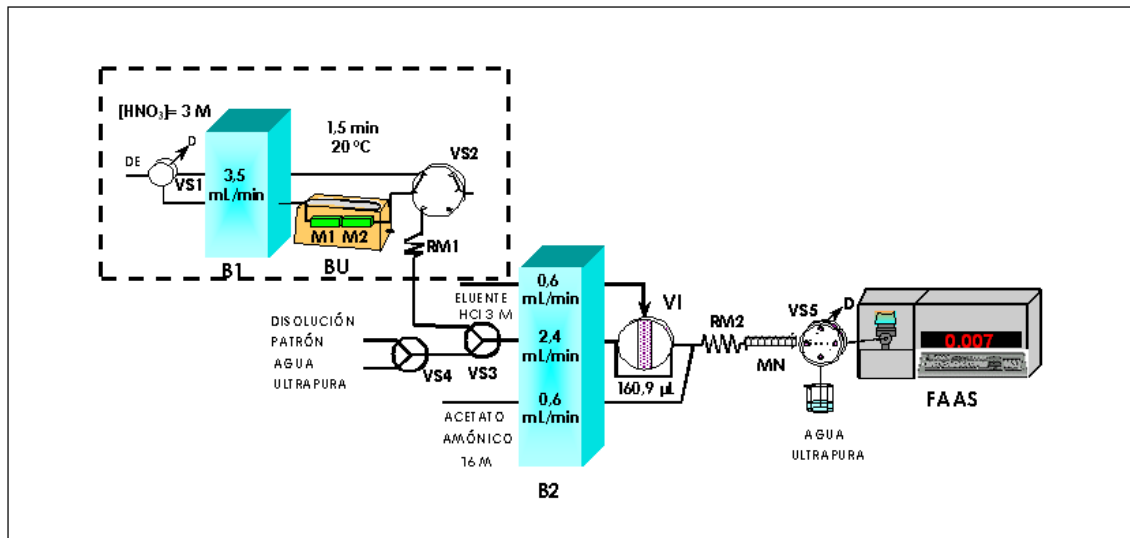 [HNO₃]= 3 M
D
1,5 min
20 ºC
DE
VS1
3,5
mL/min
VS2
M1 M2
RM1
B1
BU
0,6
mL/min
ELUENTE
HCl 3 M
VI
VS5
D
RM2
0.007
DISOLUCIÓN
PATRÓN
AGUA
ULTRAPURA
VS4
VS3
2,4
mL/min
MN
160,9 µL
FAAS
0,6
mL/min
ACETATO
AMÓNICO
16 M
AGUA
ULTRAPURA
B2